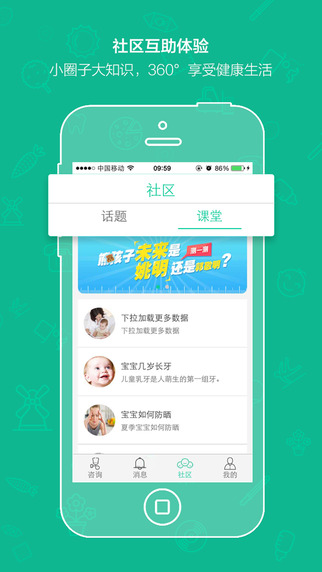 社区互助体验
小圈子大知识，360°享受健康生活
中国移动 09:59 86%
社区
话题 课堂
熊孩子未来是 测一测
姚明还是郭敬明？
下拉加载更多数据
下拉加载更多数据
宝宝几岁长牙
儿童乳牙是人萌生的第一组牙。
宝宝如何防晒
夏季宝宝如何防晒
咨询 消息 社区 我的